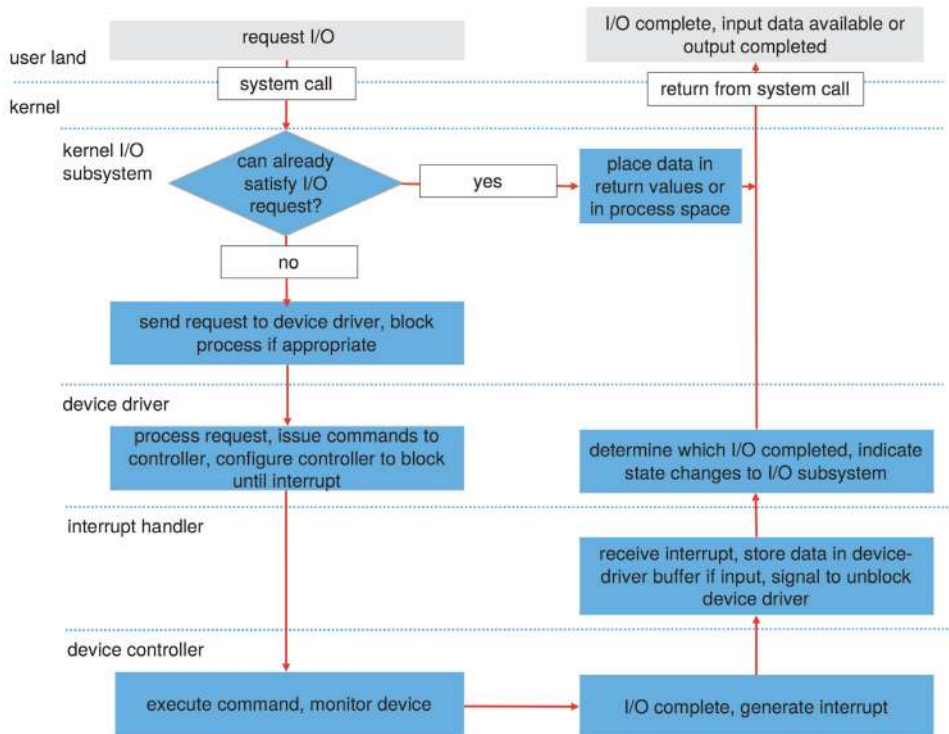 request I/O
I/O complete, input data available or
output completed
user land
system call
return from system call
kernel
kernel I/O
subsystem
can already
satisfy I/O
request?
yes
place data in
return values or
in process space
no
send request to device driver, block
process if appropriate
device driver
process request, issue commands to
controller, configure controller to block
until interrupt
determine which I/O completed, indicate
state changes to I/O subsystem
interrupt handler
receive interrupt, store data in device-
driver buffer if input, signal to unblock
device driver
device controller
execute command, monitor device
I/O complete, generate interrupt